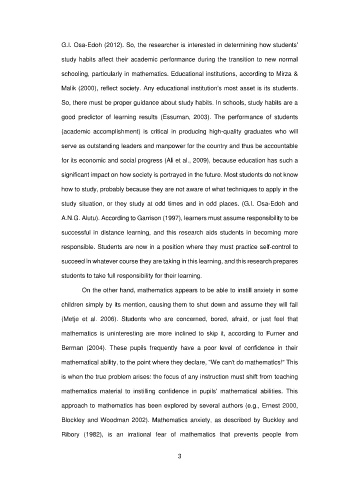 G.I. Osa-Edoh (2012). So, the researcher is interested in determining how students'
study habits affect their academic performance during the transition to new normal
schooling, particularly in mathematics. Educational institutions, according to Mirza &
Malik (2000), reflect society. Any educational institution's most asset is its students.
So, there must be proper guidance about study habits. In schools, study habits are a
good predictor of learning results (Essuman, 2003). The performance of students
(academic accomplishment) is critical in producing high-quality graduates who will
serve as outstanding leaders and manpower for the country and thus be accountable
for its economic and social progress (Ali et al., 2009), because education has such a
significant impact on how society is portrayed in the future. Most students do not know
how to study, probably because they are not aware of what techniques to apply in the
study situation, or they study at odd times and in odd places. (G.I. Osa-Edoh and
A.N.G. Alutu). According to Garrison (1997), learners must assume responsibility to be
successful in distance learning, and this research aids students in becoming more
responsible. Students are now in a position where they must practice self-control to
succeed in whatever course they are taking in this learning, and this research prepares
students to take full responsibility for their learning.
On the other hand, mathematics appears to be able to instill anxiety in some
children simply by its mention, causing them to shut down and assume they will fail
(Metje et al. 2006). Students who are concerned, bored, afraid, or just feel that
mathematics is uninteresting are more inclined to skip it, according to Furner and
Berman (2004). These pupils frequently have a poor level of confidence in their
mathematical ability, to the point where they declare, "We can't do mathematics!" This
is when the true problem arises: the focus of any instruction must shift from teaching
mathematics material to instilling confidence in pupils' mathematical abilities. This
approach to mathematics has been explored by several authors (e.g., Ernest 2000,
Blockley and Woodman 2002). Mathematics anxiety, as described by Buckley and
Ribory (1982), is an irrational fear of mathematics that prevents people from
3